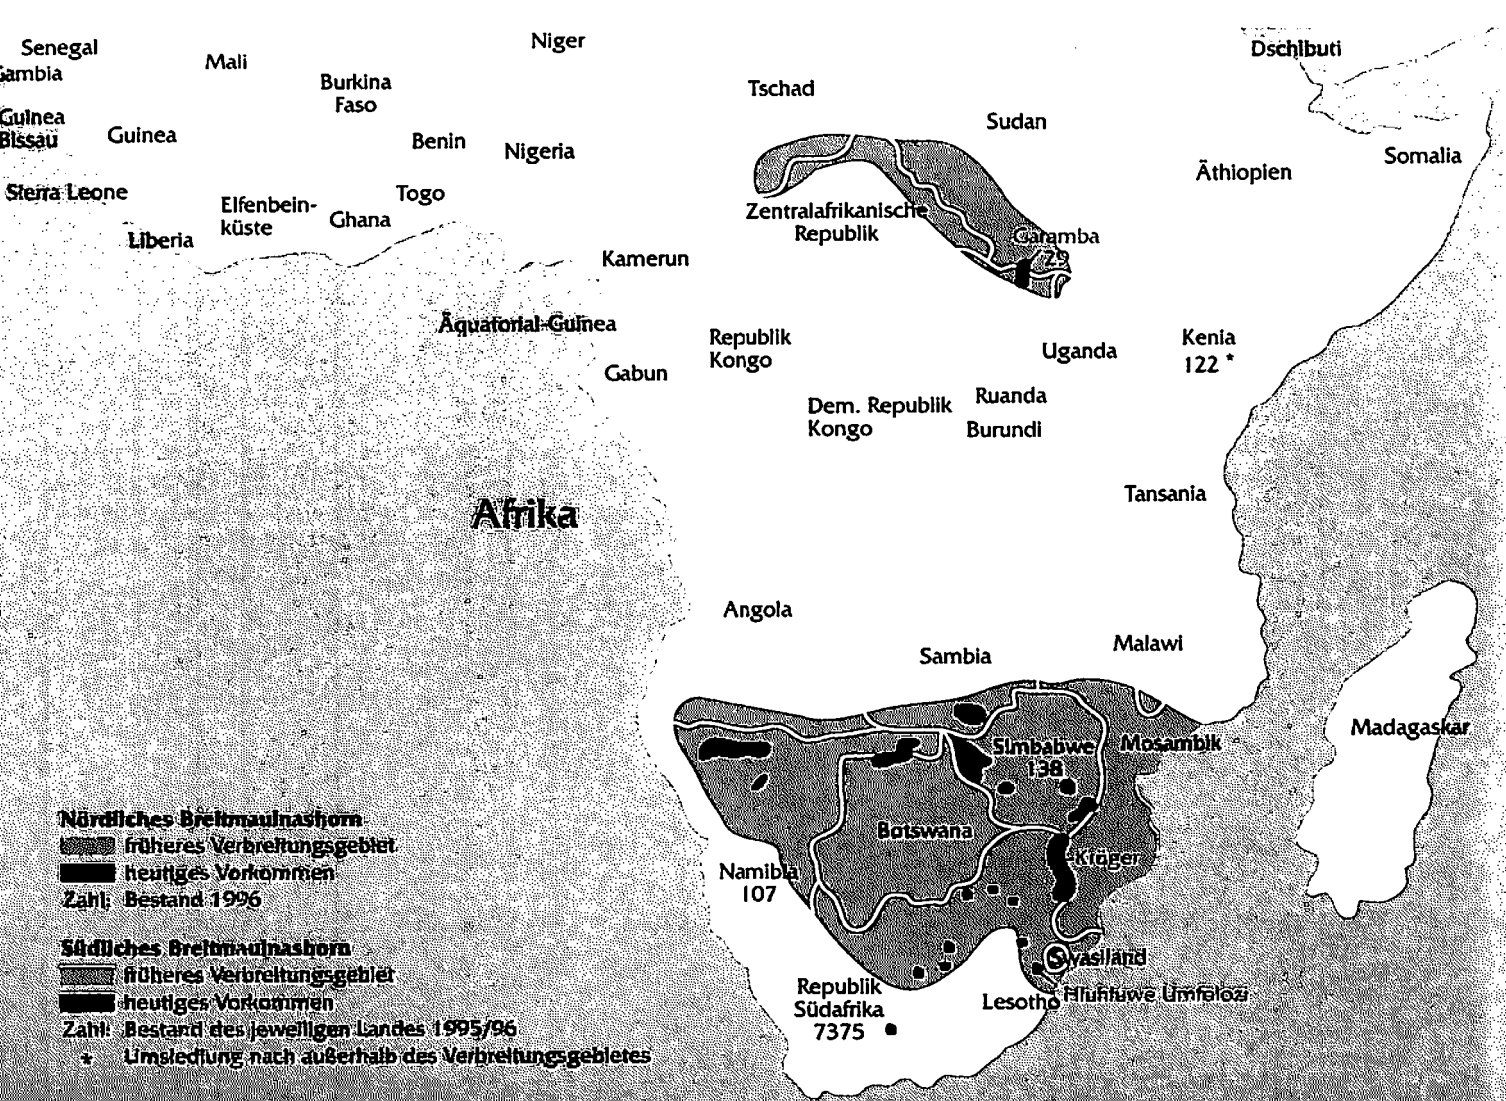 Senegal
Gambia
Guinea
Bissau
Guinea
Sierra Leone
Liberia
Mali
Burkina
Faso
Elfenbein-
küste
Ghana
Togo
Benin
Niger
Nigeria
Kamerun
Äquatorial-Guinea
Gabun
Republik
Kongo
Tschad
Sudan
Zentralafrikanische
Republik
Garamba
29
Dschibuti
Äthiopien
Somalia
Uganda
Kenia
122 *
Ruanda
Burundi
Dem. Republik
Kongo
Tansania
Afrika
Angola
Sambia
Malawi
Simbabwe
138
Mosambik
Madagaskar
Botswana
Krüger
Namibia
107
Swasiland
Hluhluwe Umfolozi
Lesotho
Republik
Südafrika
7375
Nördliches Breitmaulnashorn
früheres Verbreitungsgebiet
heutiges Vorkommen
Zahl: Bestand 1996
Südliches Breitmaulnashorn
früheres Verbreitungsgebiet
heutiges Vorkommen
Zahl: Bestand des jeweiligen Landes 1995/96
* Umsiedlung nach außerhalb des Verbreitungsgebietes